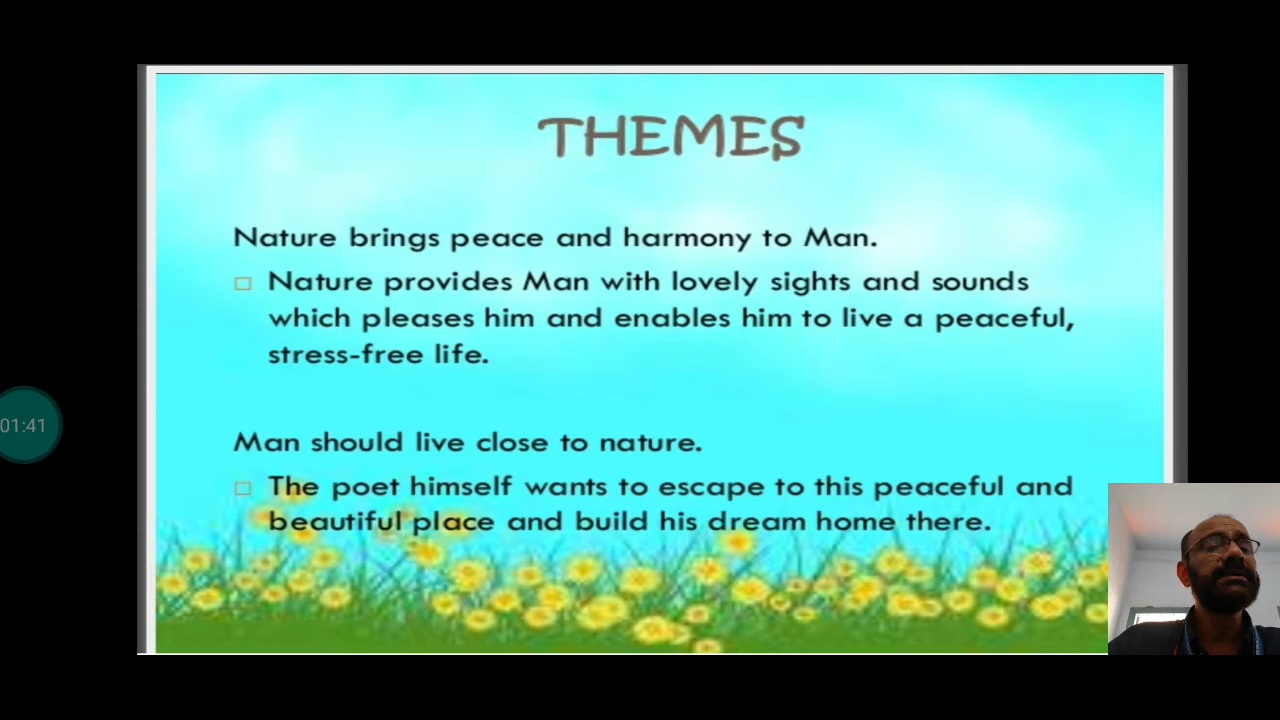 THEMES
Nature brings peace and harmony to Man.
Nature provides Man with lovely sights and sounds
which pleases him and enables him to live a peaceful,
stress-free life.
Man should live close to nature.
The poet himself wants to escape to this peaceful and
beautiful place and build his dream home there.
01:41